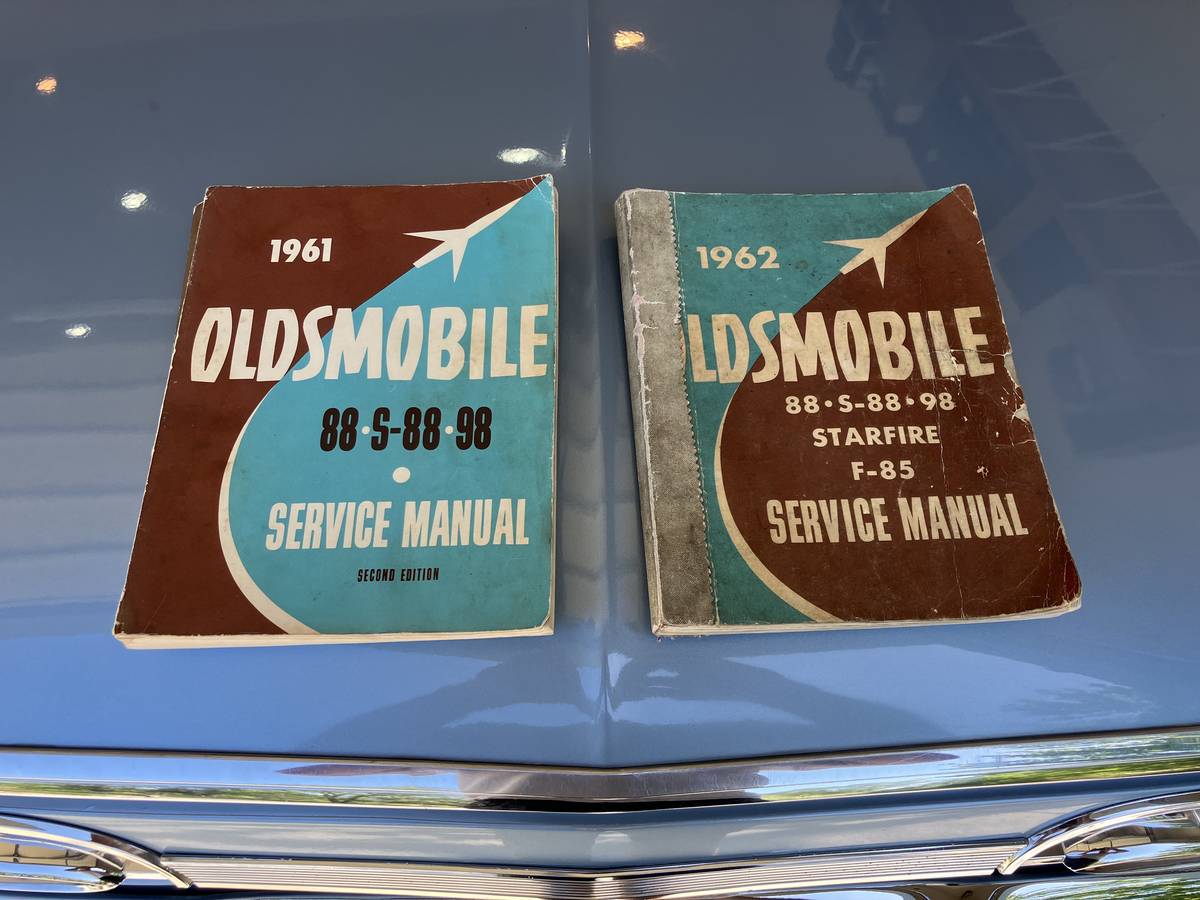 1961
OLDSMOBILE
88•S-88•98
SERVICE MANUAL
SECOND EDITION
1962
LDSMOBILE
88•S-88•98
STARFIRE
F-85
SERVICE MANUAL